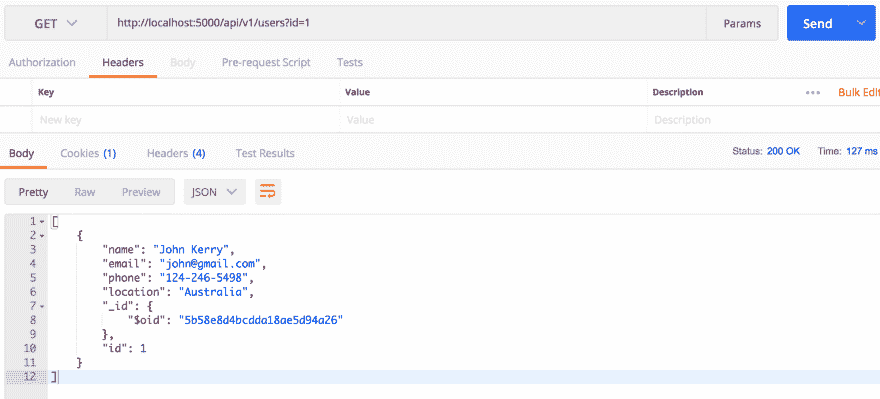 GET http://localhost:5000/api/v1/users?id=1 Params Send
Authorization Headers Body Pre-request Script Tests
Key Value Description ••• Bulk Edit
New key Value Description
Body Cookies (1) Headers (4) Test Results Status: 200 OK Time: 127 ms
Pretty Raw Preview JSON
1 [
2 {
3 "name": "John Kerry",
4 "email": "john@gmail.com",
5 "phone": "124-246-5498",
6 "location": "Australia",
7 "_id": {
8 "$oid": "5b58e8d4bcdda18ae5d94a26"
9 },
10 "id": 1
11 }
12 ]